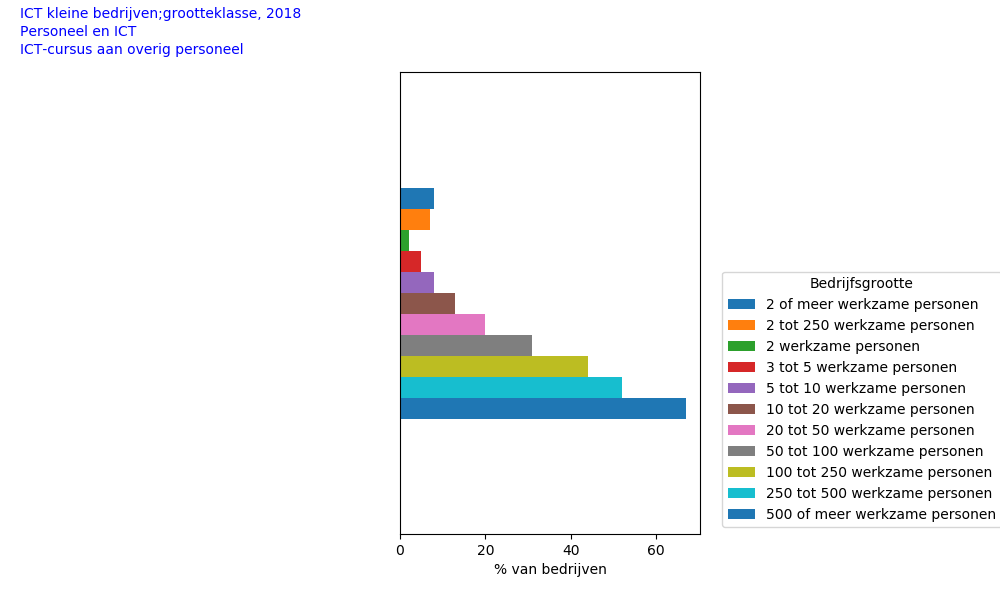 ICT kleine bedrijven;grootteklasse, 2018
Personeel en ICT
ICT-cursus aan overig personeel
Bedrijfsgrootte
2 of meer werkzame personen
2 tot 250 werkzame personen
2 werkzame personen
3 tot 5 werkzame personen
5 tot 10 werkzame personen
10 tot 20 werkzame personen
20 tot 50 werkzame personen
50 tot 100 werkzame personen
100 tot 250 werkzame personen
250 tot 500 werkzame personen
500 of meer werkzame personen
0 20 40 60
% van bedrijven